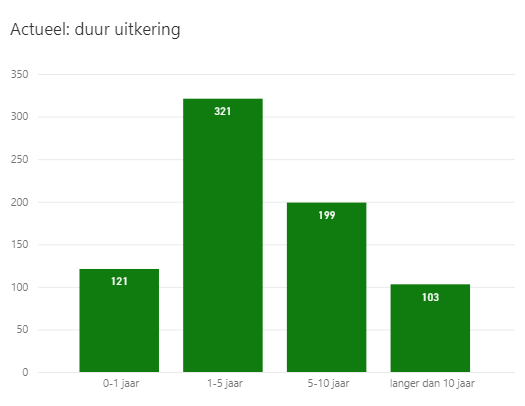 Actueel: duur uitkering
350
300
250
200
150
100
50
0
121
321
199
103
0-1 jaar
1-5 jaar
5-10 jaar
langer dan 10 jaar